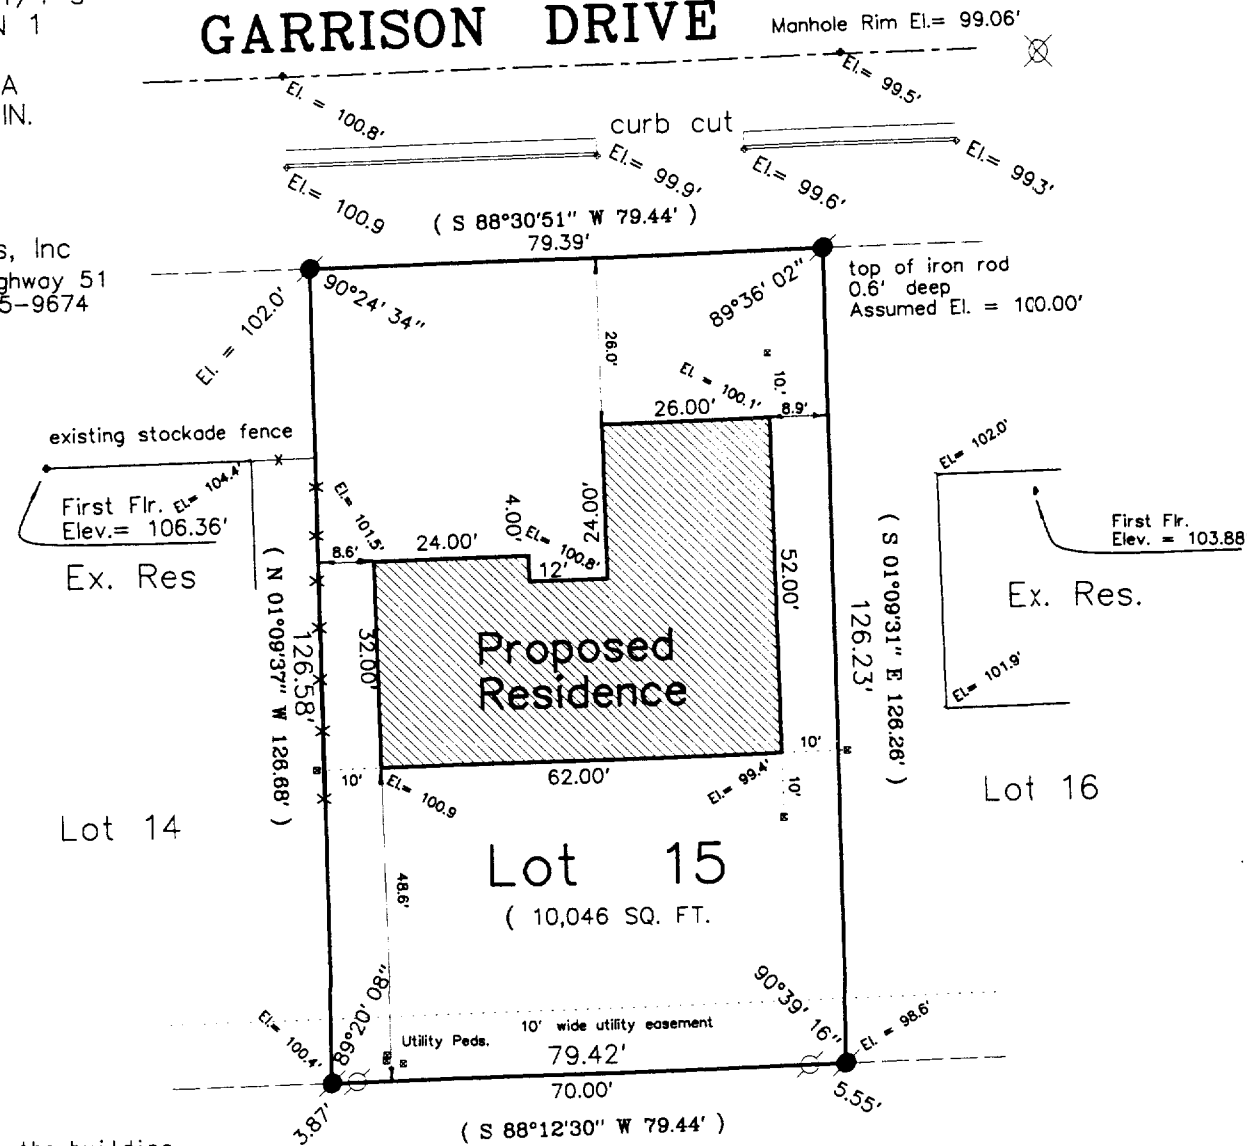 N 1
GARRISON DRIVE
Manhole Rim El.= 99.06'
A
IN.
El. = 100.8'
El.= 99.5'
curb cut
El.= 100.9
El.= 99.9'
El.= 99.6'
El.= 99.3'
( S 88°30'51" W 79.44' )
79.39'
s, Inc
ghway 51
5-9674
90°24' 34"
89°36' 02"
top of iron rod
0.6' deep
Assumed El. = 100.00'
El. = 102.0'
26.0'
El. = 100.1'
10.'
26.00'
8.9'
existing stockade fence
El.= 104.4'
First Flr.
Elev.= 106.36'
Ex. Res
El.= 101.5'
8.6'
24.00'
4.00'
El.= 100.8'
12'
24.00'
52.00'
El.= 102.0'
First Flr.
Elev. = 103.88
Ex. Res.
El.= 101.9'
( N 01°09'37" W 126.68' )
126.58'
32.00'
Proposed
Residence
126.23'
( S 01°09'31" E 126.26' )
10'
El.= 100.9
62.00'
El.= 99.4'
10'
10'
Lot 14
Lot 16
48.6'
Lot 15
( 10,046 SQ. FT.
El.= 100.4'
89°20' 08"
90°39' 16"
El. = 98.6'
Utility Peds.
10' wide utility easement
79.42'
70.00'
3.87'
5.55'
( S 88°12'30" W 79.44' )
the building